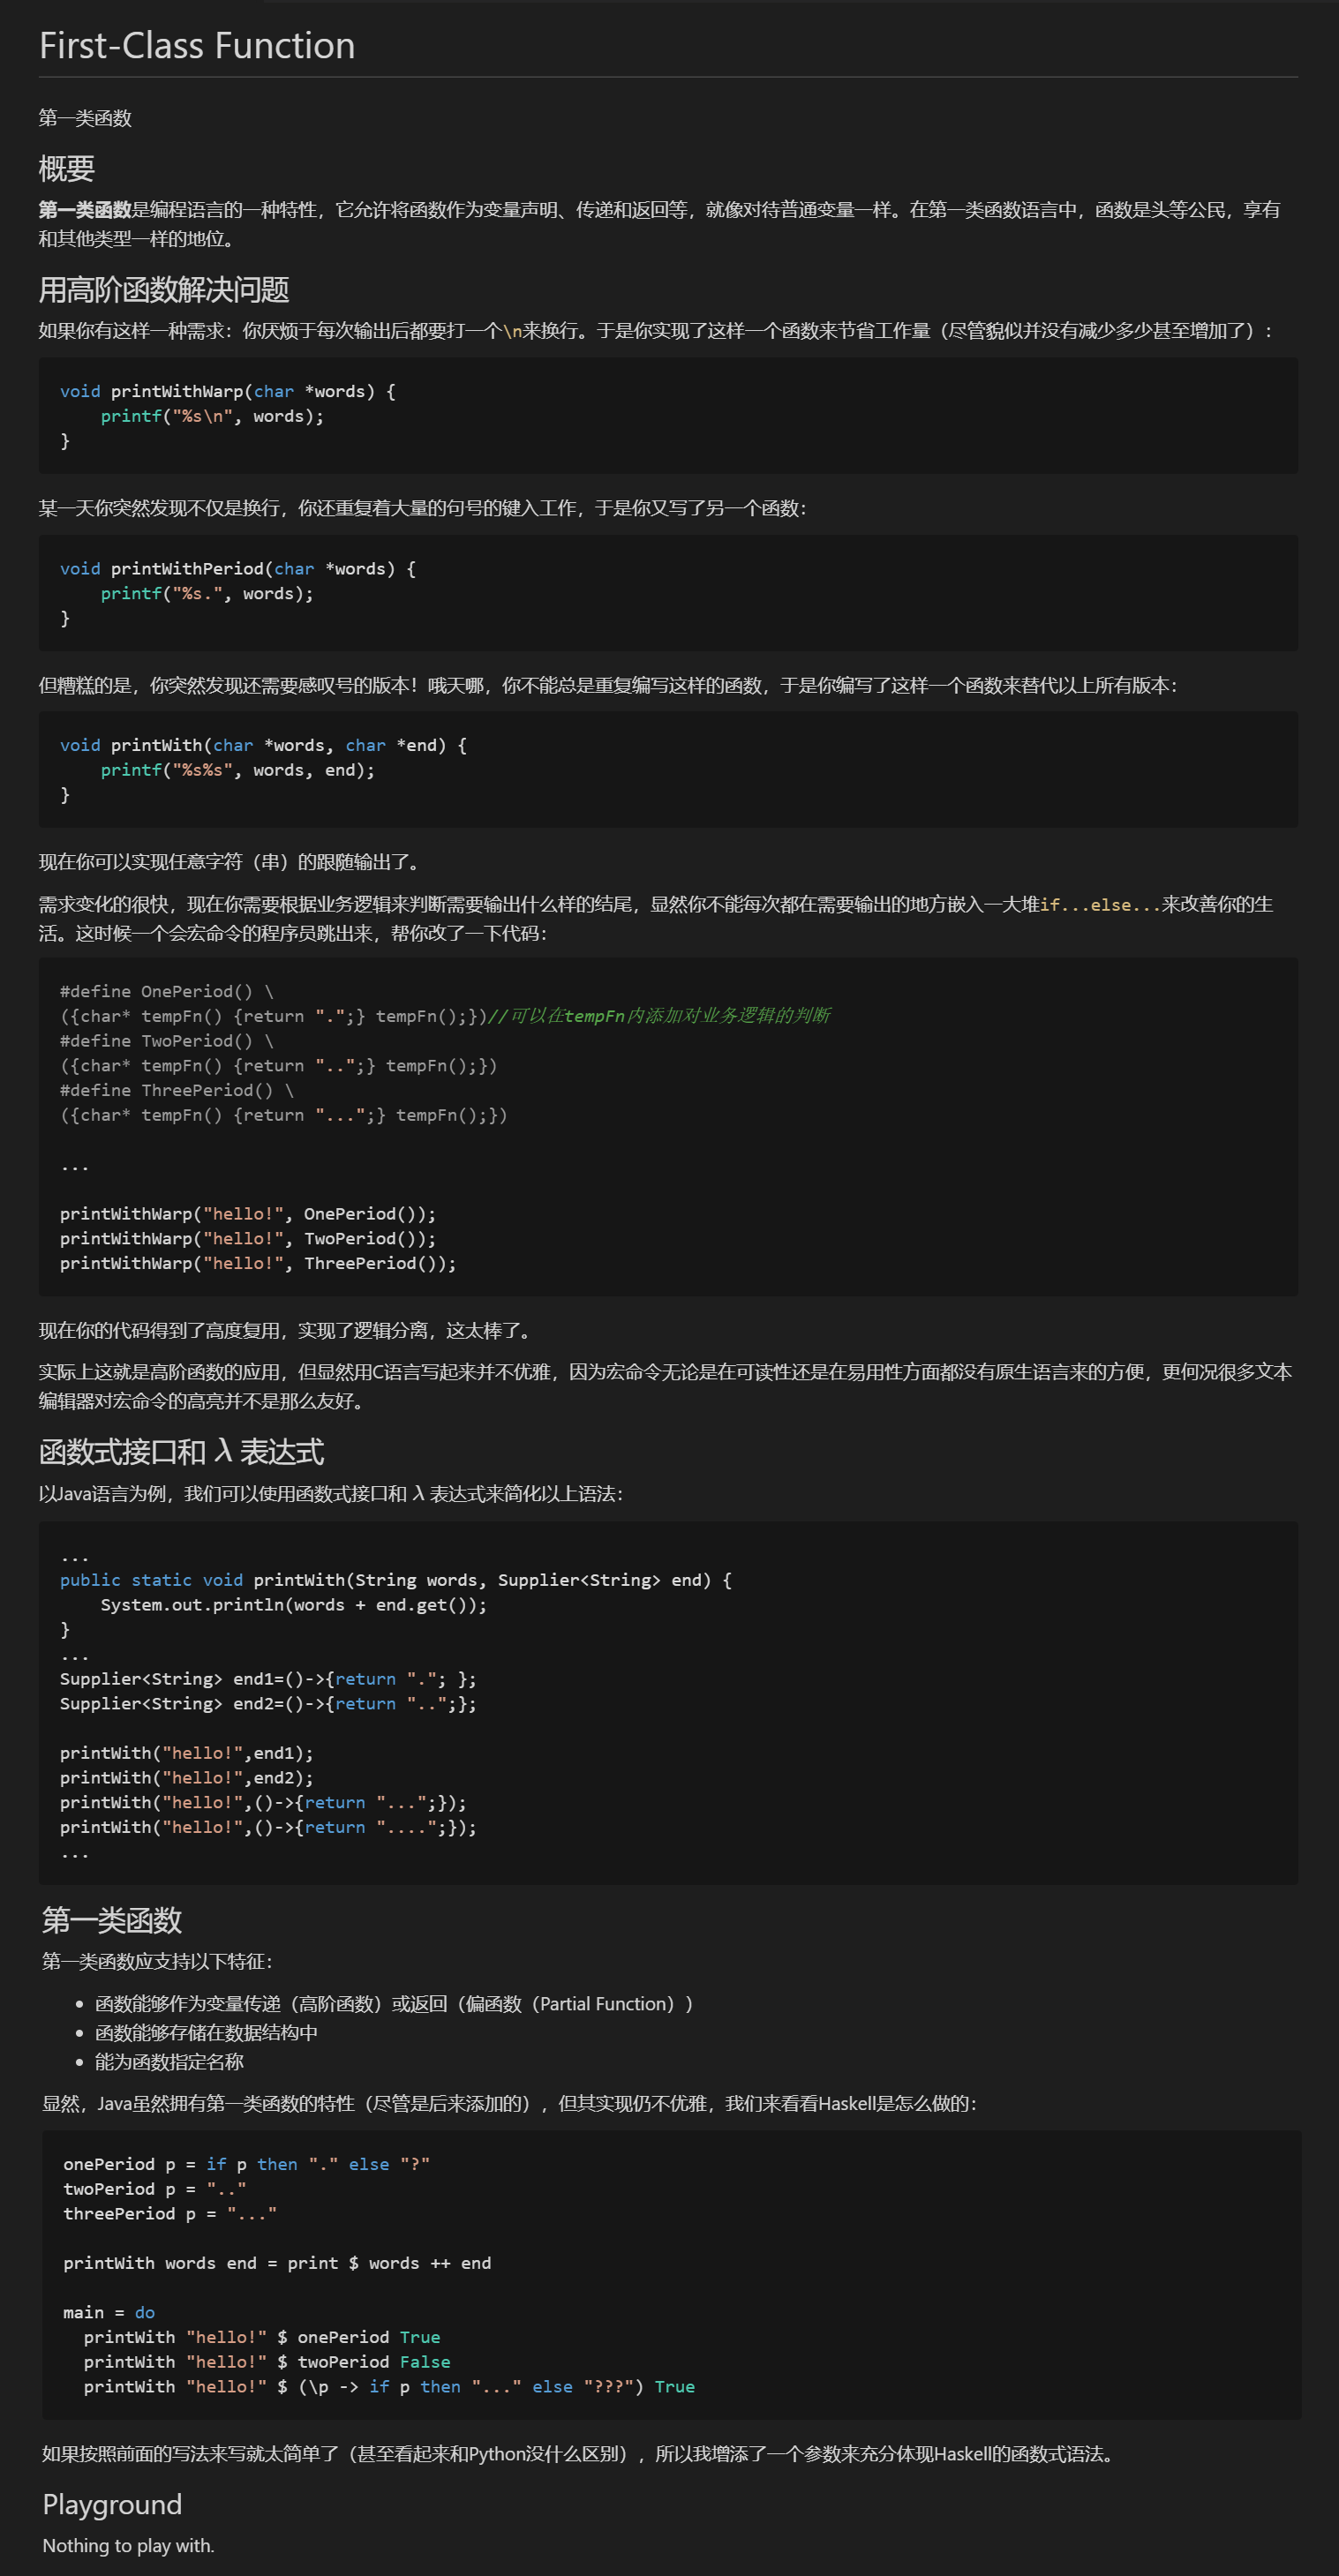 First-Class Function
第一类函数
概要
第一类函数是编程语言的一种特性，它允许将函数作为变量声明、传递和返回等，就像对待普通变量一样。在第一类函数语言中，函数是头等公民，享有
和其他类型一样的地位。
用高阶函数解决问题
如果你有这样一种需求：你厌烦于每次输出后都要打一个\n来换行。于是你实现了这样一个函数来节省工作量（尽管貌似并没有减少多少甚至增加了）：
void printWithWarp(char *words) {
    printf("%s\n", words);
}
某一天你突然发现不仅是换行，你还重复着大量的句号的键入工作，于是你又写了另一个函数：
void printWithPeriod(char *words) {
    printf("%s.", words);
}
但糟糕的是，你突然发现还需要感叹号的版本！哦天哪，你不能总是重复编写这样的函数，于是你编写了这样一个函数来替代以上所有版本：
void printWith(char *words, char *end) {
    printf("%s%s", words, end);
}
现在你可以实现任意字符（串）的跟随输出了。
需求变化的很快，现在你需要根据业务逻辑来判断需要输出什么样的结尾，显然你不能每次都在需要输出的地方嵌入一大堆if...else...来改善你的生
活。这时候一个会宏命令的程序员跳出来，帮你改了一下代码：
#define OnePeriod() \
({char* tempFn() {return ".";} tempFn();})//可以在tempFn内添加对业务逻辑的判断
#define TwoPeriod() \
({char* tempFn() {return "..";} tempFn();})
#define ThreePeriod() \
({char* tempFn() {return "...";} tempFn();})
...
printWithWarp("hello!", OnePeriod());
printWithWarp("hello!", TwoPeriod());
printWithWarp("hello!", ThreePeriod());
现在你的代码得到了高度复用，实现了逻辑分离，这太棒了。
实际上这就是高阶函数的应用，但显然用C语言写起来并不优雅，因为宏命令无论是在可读性还是在易用性方面都没有原生语言来的方便，更何况很多文本
编辑器对宏命令的高亮并不是那么友好。
函数式接口和 λ 表达式
以Java语言为例，我们可以使用函数式接口和 λ 表达式来简化以上语法：
...
public static void printWith(String words, Supplier<String> end) {
    System.out.println(words + end.get());
}
...
Supplier<String> end1=()->{return "."; };
Supplier<String> end2=()->{return "..";};
printWith("hello!",end1);
printWith("hello!",end2);
printWith("hello!",()->{return "...";});
printWith("hello!",()->{return "....";});
...
第一类函数
第一类函数应支持以下特征：
• 函数能够作为变量传递（高阶函数）或返回（偏函数（Partial Function））
• 函数能够存储在数据结构中
• 能为函数指定名称
显然，Java虽然拥有第一类函数的特性（尽管是后来添加的），但其实现仍不优雅，我们来看看Haskell是怎么做的：
onePeriod p = if p then "." else "?"
twoPeriod p = ".."
threePeriod p = "..."
printWith words end = print $ words ++ end
main = do
  printWith "hello!" $ onePeriod True
  printWith "hello!" $ twoPeriod False
  printWith "hello!" $ (\p -> if p then "..." else "???") True
如果按照前面的写法来写就太简单了（甚至看起来和Python没什么区别），所以我增添了一个参数来充分体现Haskell的函数式语法。
Playground
Nothing to play with.